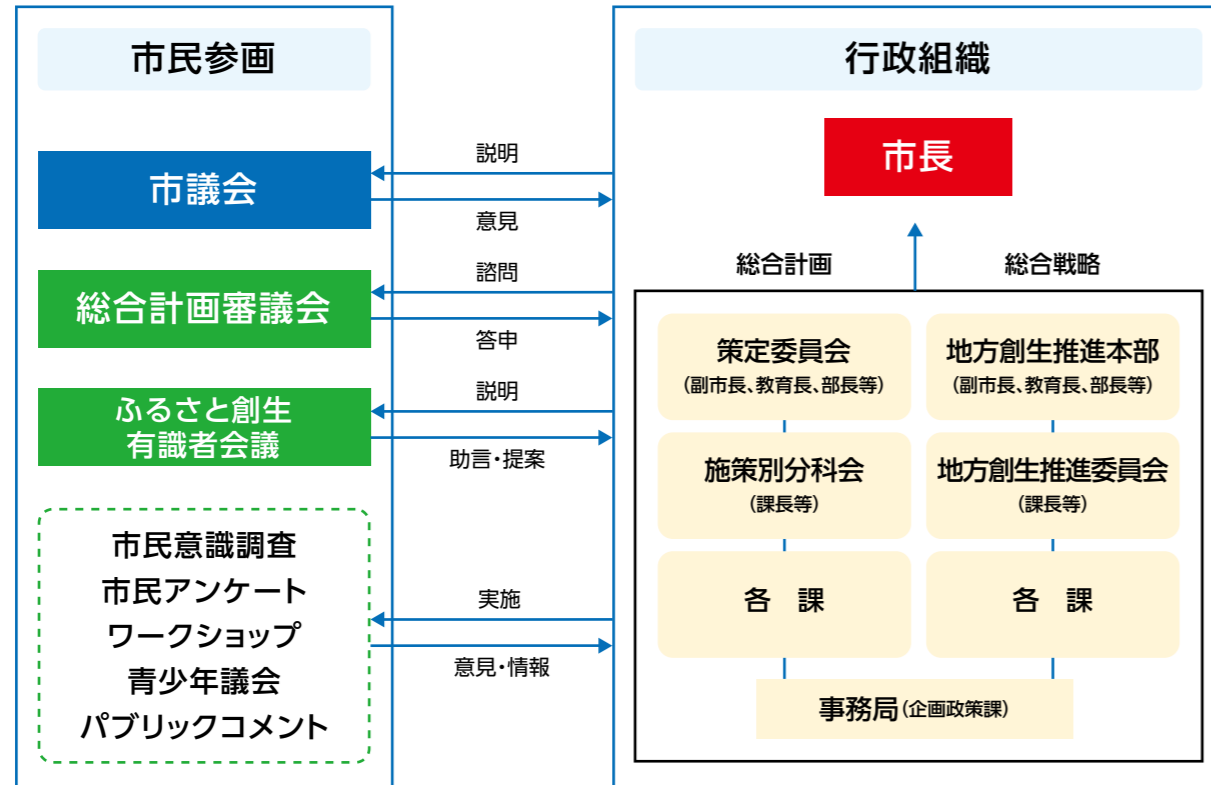 市民参画
市議会
総合計画審議会
ふるさと創生
有識者会議
市民意識調査
市民アンケート
ワークショップ
青少年議会
パブリックコメント
説明
意見
諮問
答申
説明
助言・提案
実施
意見・情報
行政組織
市長
総合計画
総合戦略
策定委員会
(副市長、教育長、部長等)
施策別分科会
(課長等)
各 課
地方創生推進本部
(副市長、教育長、部長等)
地方創生推進委員会
(課長等)
各 課
事務局(企画政策課)